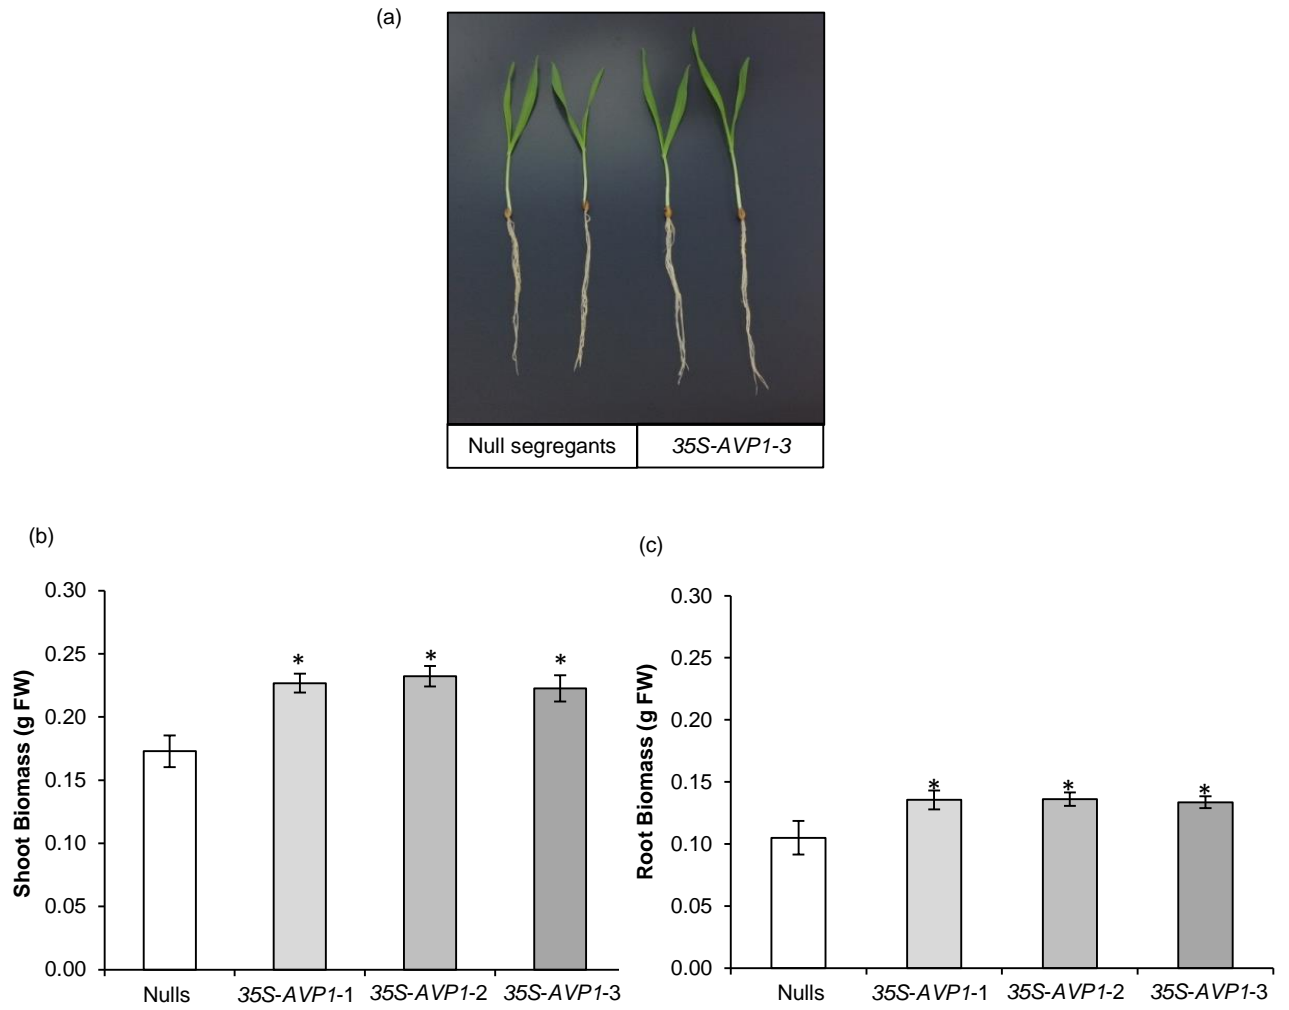 (a)
Null segregants
35S-AVP1-3
(b)
0.30
0.25
0.20
0.15
0.10
0.05
0.00
Shoot Biomass (g FW)
*
*
*
Nulls
35S-AVP1-1
35S-AVP1-2
35S-AVP1-3
(c)
0.30
0.25
0.20
0.15
0.10
0.05
0.00
Root Biomass (g FW)
*
*
*
Nulls
35S-AVP1-1
35S-AVP1-2
35S-AVP1-3